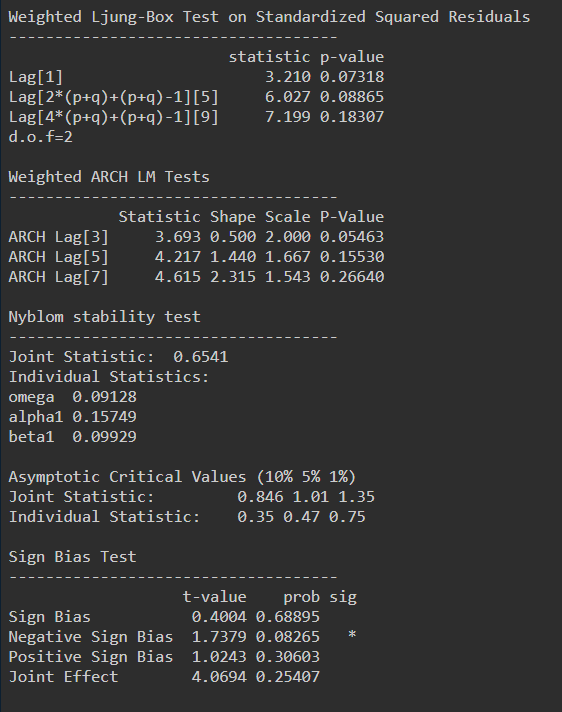 Weighted Ljung-Box Test on Standardized Squared Residuals
------------------------------------
                        statistic p-value
Lag[1]                      3.210 0.07318
Lag[2*(p+q)+(p+q)-1][5]     6.027 0.08865
Lag[4*(p+q)+(p+q)-1][9]     7.199 0.18307
d.o.f=2

Weighted ARCH LM Tests
------------------------------------
            Statistic Shape Scale P-Value
ARCH Lag[3]     3.693 0.500 2.000 0.05463
ARCH Lag[5]     4.217 1.440 1.667 0.15530
ARCH Lag[7]     4.615 2.315 1.543 0.26640

Nyblom stability test
------------------------------------
Joint Statistic:  0.6541
Individual Statistics:
omega  0.09128
alpha1 0.15749
beta1  0.09929

Asymptotic Critical Values (10% 5% 1%)
Joint Statistic:         0.846 1.01 1.35
Individual Statistic:    0.35 0.47 0.75

Sign Bias Test
------------------------------------
                   t-value    prob sig
Sign Bias           0.4004 0.68895
Negative Sign Bias  1.7379 0.08265   *
Positive Sign Bias  1.0243 0.30603
Joint Effect        4.0694 0.25407